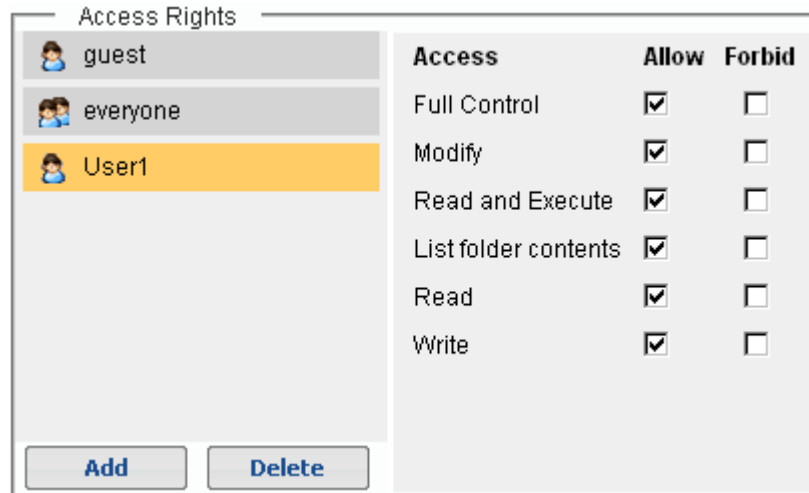 Access Rights
guest
everyone
User1
Add Delete
Access Allow Forbid
Full Control
Modify
Read and Execute
List folder contents
Read
Write